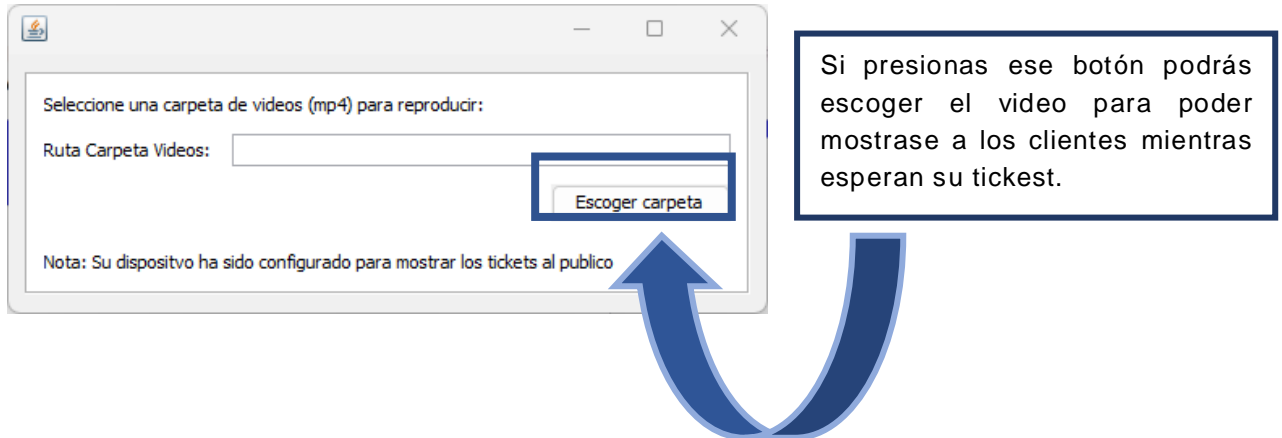 Seleccione una carpeta de videos (mp4) para reproducir:
Ruta Carpeta Videos:
Escoger carpeta
Nota: Su dispositvo ha sido configurado para mostrar los tickets al publico
Si presionas ese botón podrás
escoger el video para poder
mostrase a los clientes mientras
esperan su tickest.